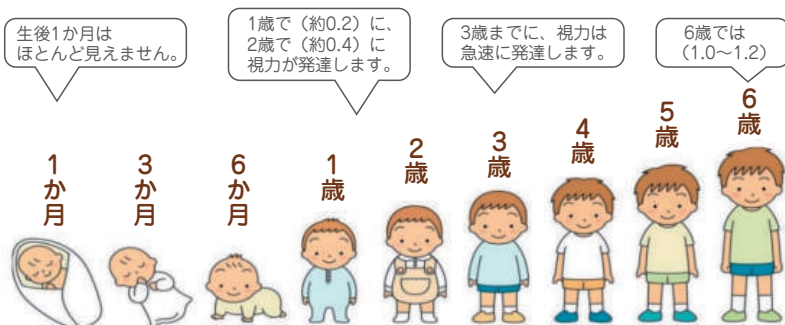 生後1か月は
ほとんど見えません。
1歳で（約0.2）に、
2歳で（約0.4）に
視力が発達します。
3歳までに、視力は
急速に発達します。
6歳では
（1.0〜1.2）
1か月
3か月
6か月
1歳
2歳
3歳
4歳
5歳
6歳